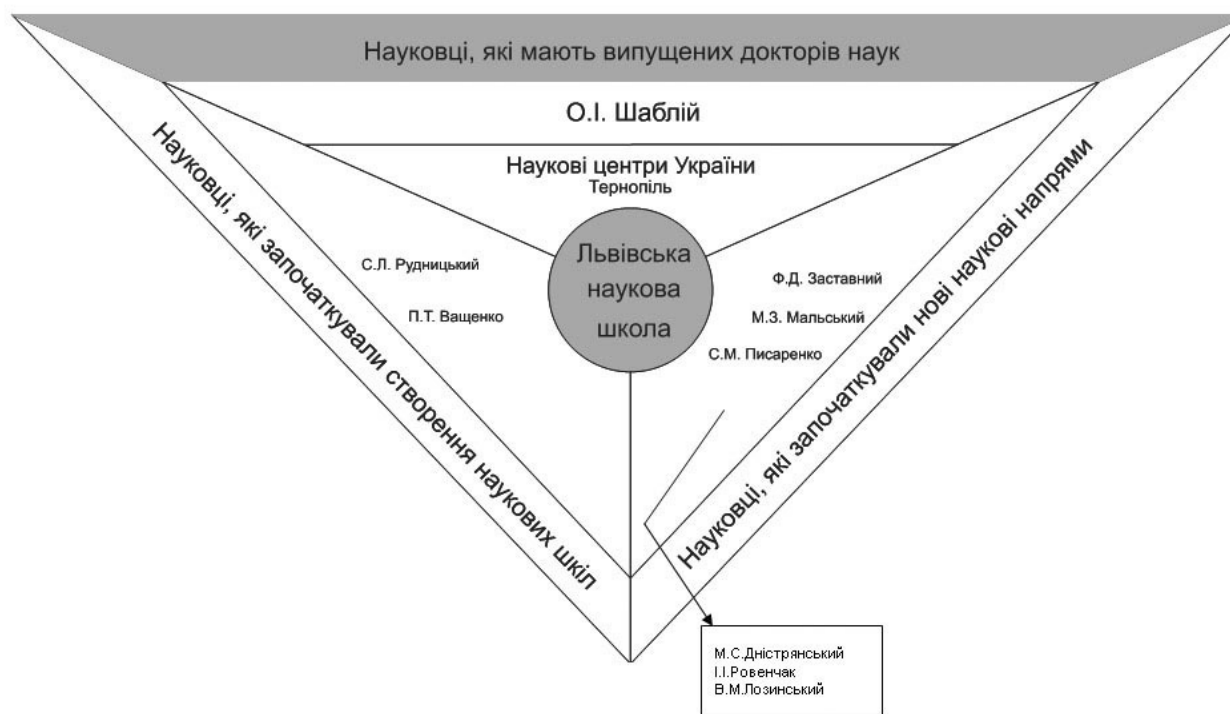 Науковці, які мають випущених докторів наук
О.І. Шаблій
Наукові центри України
Тернопіль
Науковці, які започаткували створення наукових шкіл
С.Л. Рудницький
П.Т. Ващенко
Львівська
наукова
школа
Ф.Д. Заставний
М.З. Мальський
С.М. Писаренко
Науковці, які започаткували нові наукові напрями
М.С.Дністрянський
І.І.Ровенчак
В.М.Лозинський